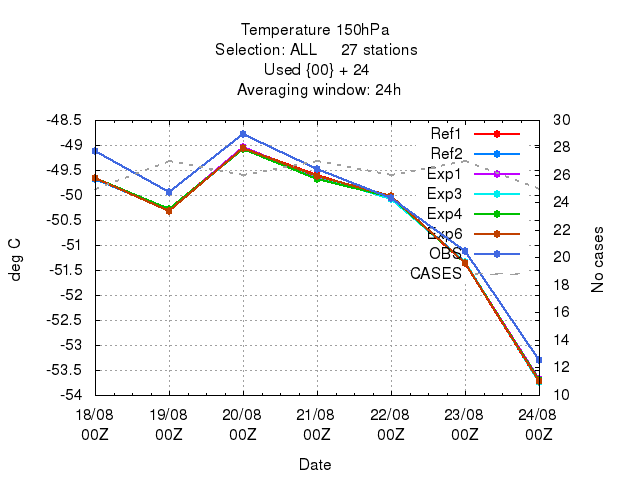 Temperature 150hPa
Selection: ALL 27 stations
Used {00} + 24
Averaging window: 24h
-48.5
-49
-49.5
-50
-50.5
-51
-51.5
-52
-52.5
-53
-53.5
-54
deg C
30
28
26
24
22
20
18
16
14
12
10
No cases
Ref1
Ref2
Exp1
Exp3
Exp4
Exp6
OBS
CASES
18/08 19/08 20/08 21/08 22/08 23/08 24/08
00Z 00Z 00Z 00Z 00Z 00Z 00Z
Date